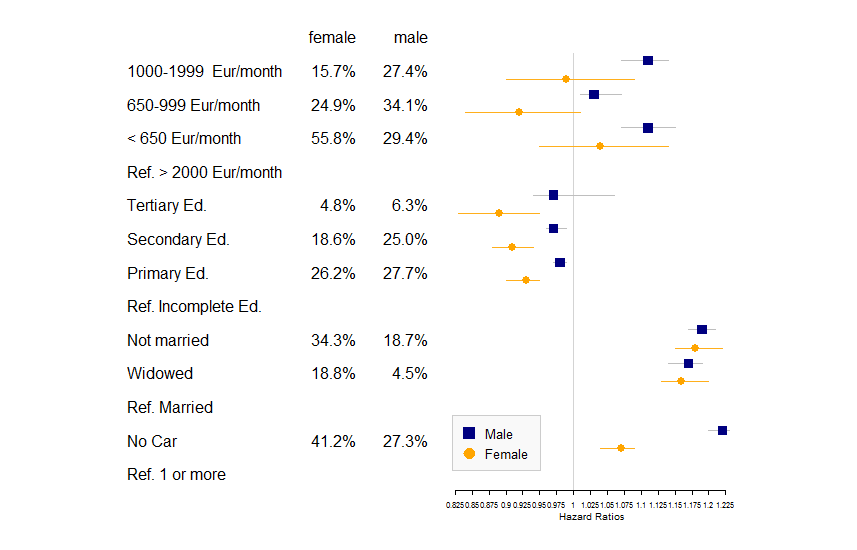 female male
1000-1999 Eur/month 15.7% 27.4%
650-999 Eur/month 24.9% 34.1%
< 650 Eur/month 55.8% 29.4%
Ref. > 2000 Eur/month
Tertiary Ed. 4.8% 6.3%
Secondary Ed. 18.6% 25.0%
Primary Ed. 26.2% 27.7%
Ref. Incomplete Ed.
Not married 34.3% 18.7%
Widowed 18.8% 4.5%
Ref. Married
No Car 41.2% 27.3%
Ref. 1 or more
Male
Female
0.825 0.85 0.875 0.9 0.925 0.95 0.975 1 1.025 1.05 1.075 1.1 1.125 1.15 1.175 1.2 1.225
Hazard Ratios